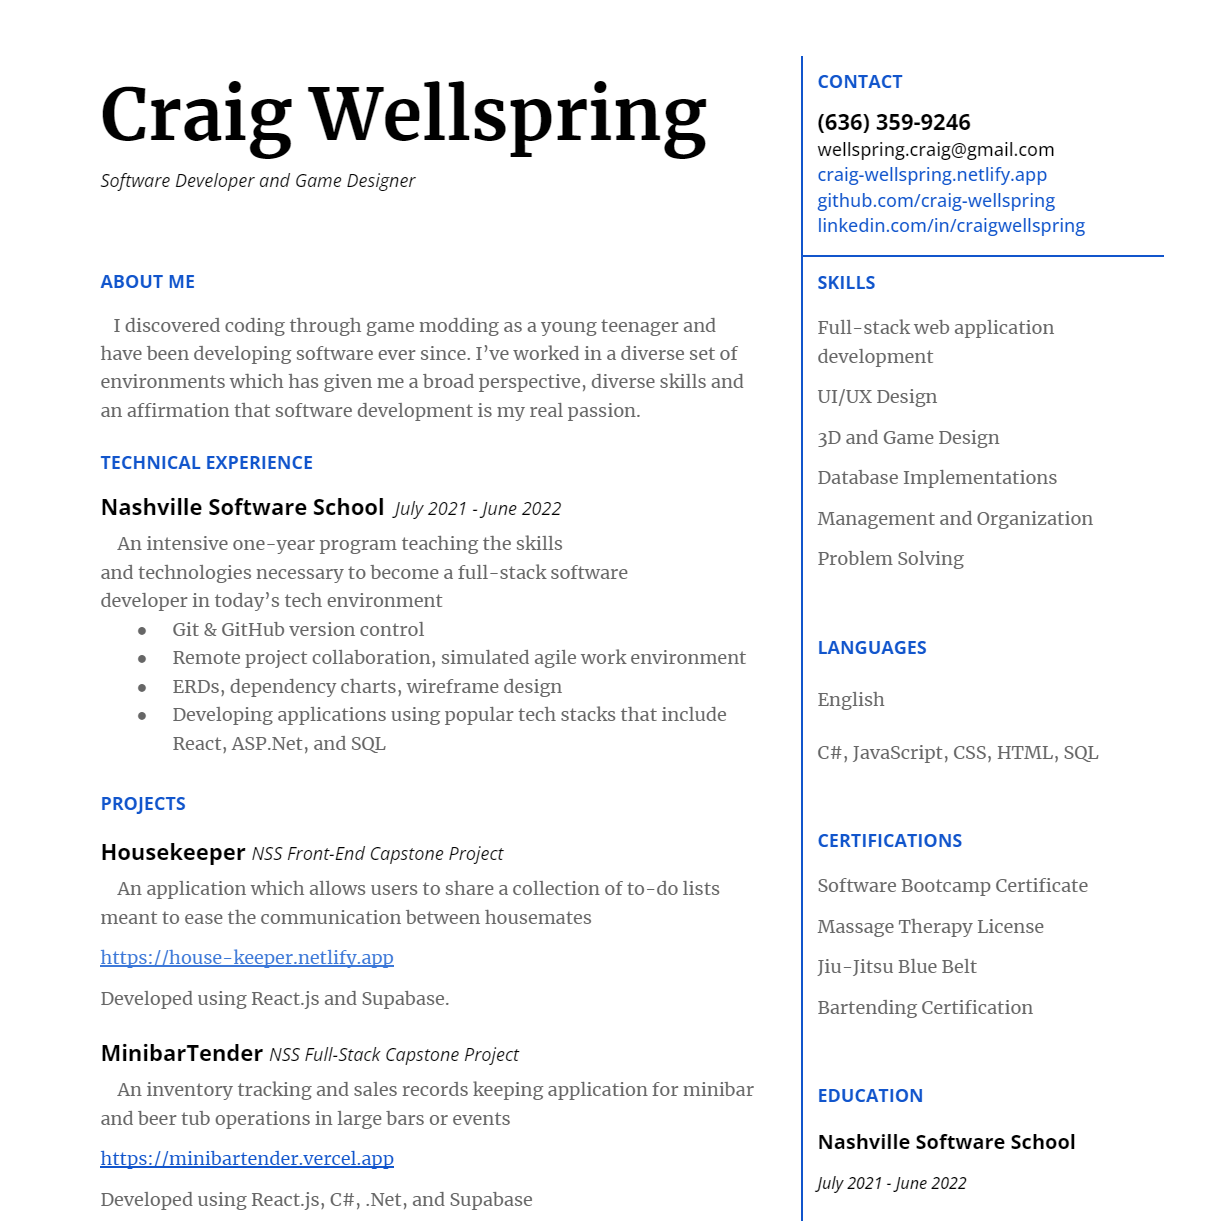 Craig Wellspring
Software Developer and Game Designer
ABOUT ME
I discovered coding through game modding as a young teenager and
have been developing software ever since. I’ve worked in a diverse set of
environments which has given me a broad perspective, diverse skills and
an affirmation that software development is my real passion.
TECHNICAL EXPERIENCE
Nashville Software School July 2021 - June 2022
An intensive one-year program teaching the skills
and technologies necessary to become a full-stack software
developer in today’s tech environment
● Git & GitHub version control
● Remote project collaboration, simulated agile work environment
● ERDs, dependency charts, wireframe design
● Developing applications using popular tech stacks that include
React, ASP.Net, and SQL
PROJECTS
Housekeeper NSS Front-End Capstone Project
An application which allows users to share a collection of to-do lists
meant to ease the communication between housemates
https://house-keeper.netlify.app
Developed using React.js and Supabase.
MinibarTender NSS Full-Stack Capstone Project
An inventory tracking and sales records keeping application for minibar
and beer tub operations in large bars or events
https://minibartender.vercel.app
Developed using React.js, C#, .Net, and Supabase
CONTACT
(636) 359-9246
wellspring.craig@gmail.com
craig-wellspring.netlify.app
github.com/craig-wellspring
linkedin.com/in/craigwellspring
SKILLS
Full-stack web application
development
UI/UX Design
3D and Game Design
Database Implementations
Management and Organization
Problem Solving
LANGUAGES
English
C#, JavaScript, CSS, HTML, SQL
CERTIFICATIONS
Software Bootcamp Certificate
Massage Therapy License
Jiu-Jitsu Blue Belt
Bartending Certification
EDUCATION
Nashville Software School
July 2021 - June 2022